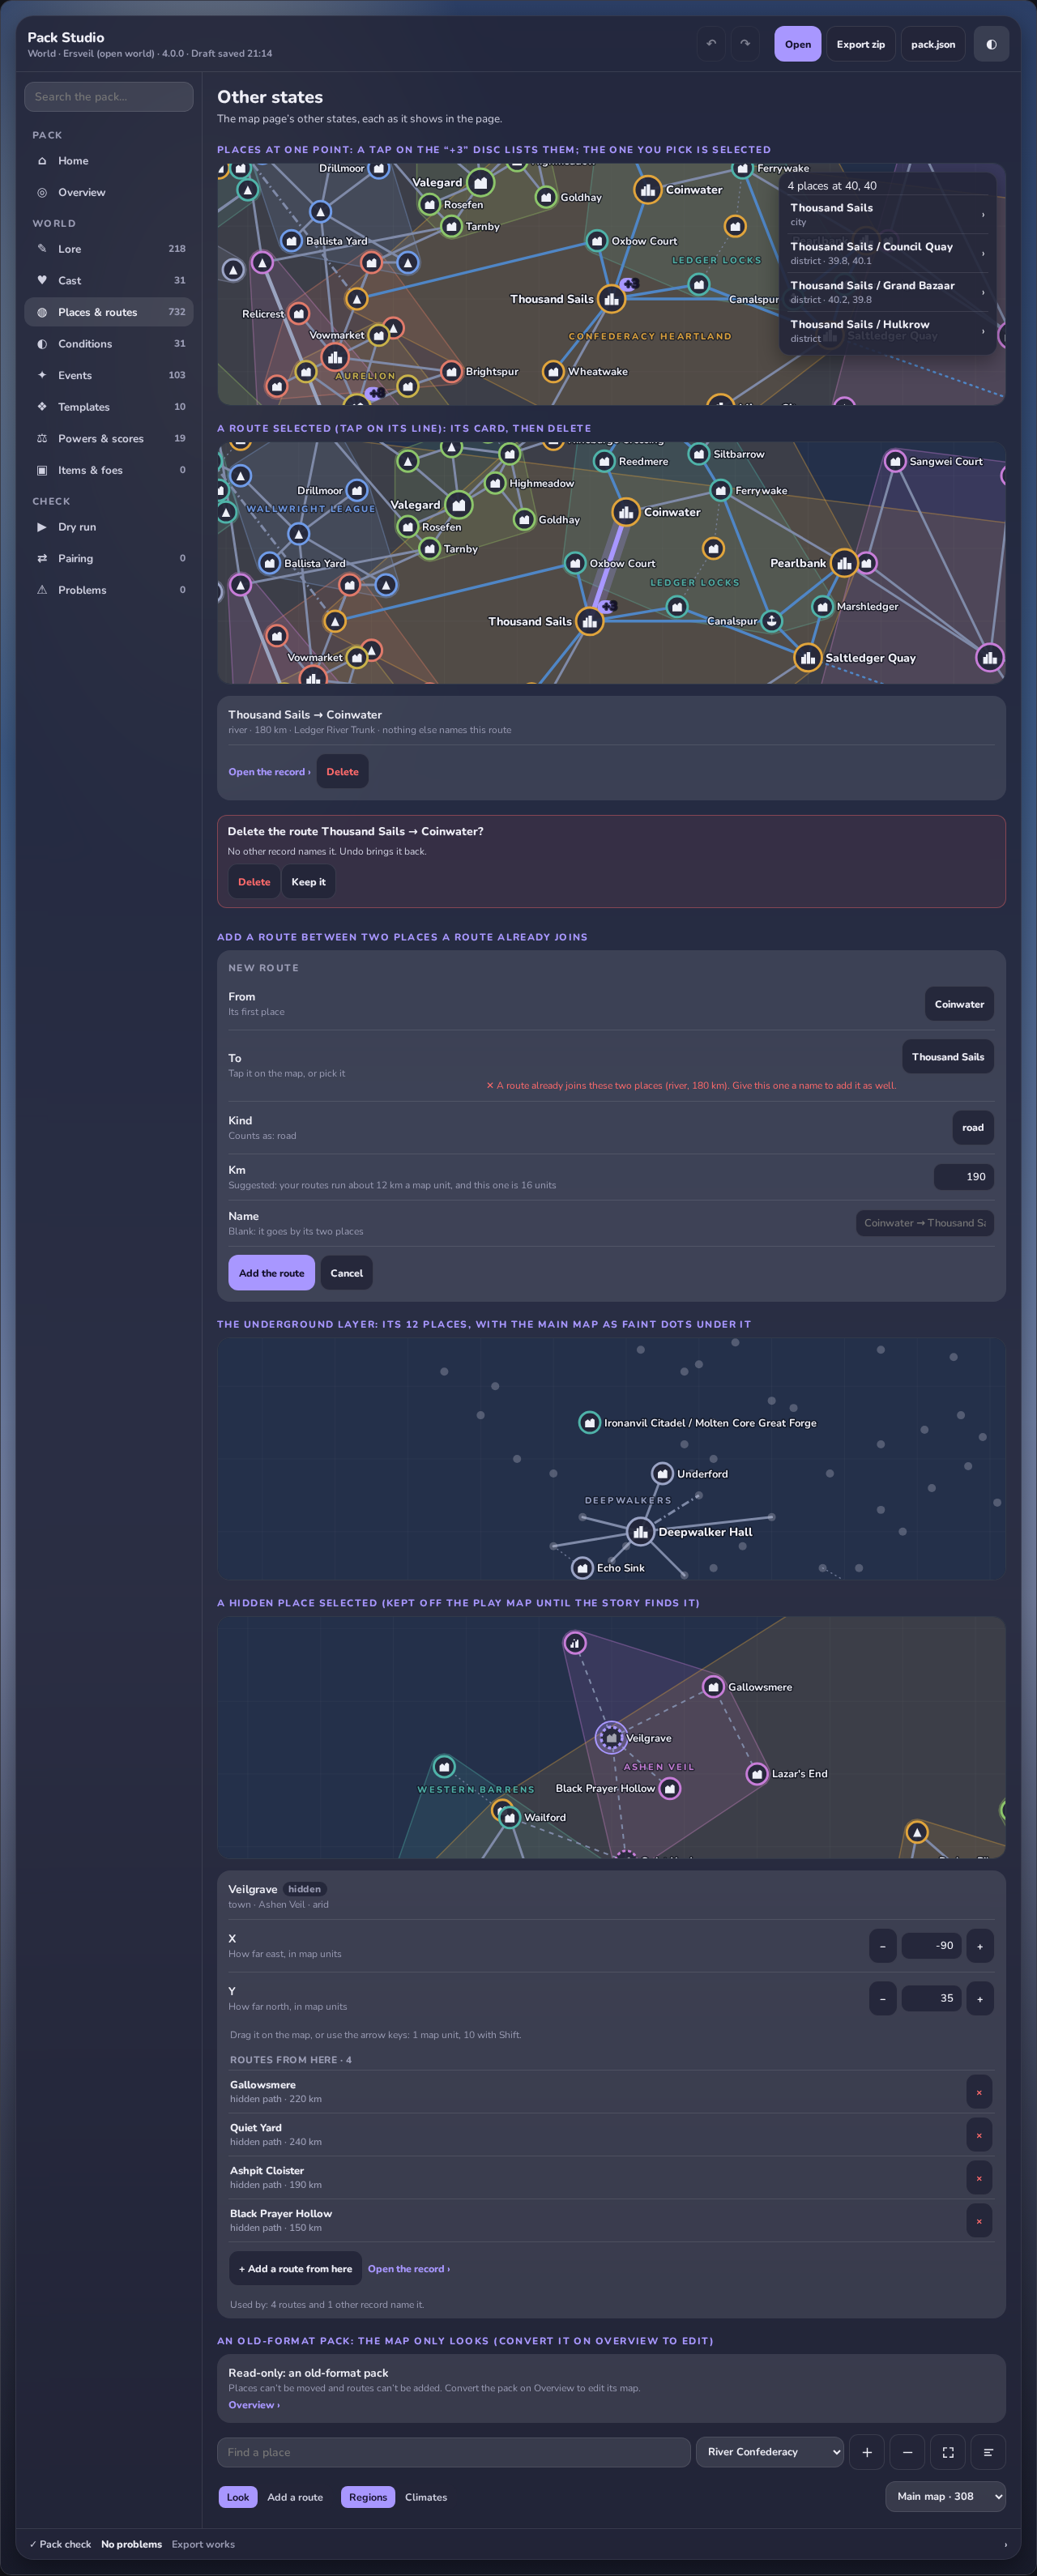 Pack Studio
World · Ersveil (open world) · 4.0.0 · Draft saved 21:14
Open
Export zip
pack.json
Search the pack...
PACK
Home
Overview
WORLD
Lore 218
Cast 31
Places & routes 732
Conditions 31
Events 103
Templates 10
Powers & scores 19
Items & foes 0
CHECK
Dry run
Pairing 0
Problems 0
Other states
The map page's other states, each as it shows in the page.
PLACES AT ONE POINT: A TAP ON THE “+3” DISC LISTS THEM; THE ONE YOU PICK IS SELECTED
Drillmoor
Valegard
Rosefen
Tarnby
Goldhay
Coinwater
Ferrywake
Ballista Yard
Oxbow Court
LEDGER LOCKS
Thousand Sails
+3
Canalspur
Relicrest
Vowmarket
CONFEDERACY HEARTLAND
AURELION
Brightspur
Wheatwake
4 places at 40, 40
Thousand Sails
city
Thousand Sails / Council Quay
district · 39.8, 40.1
Thousand Sails / Grand Bazaar
district · 40.2, 39.8
Thousand Sails / Hulkrow
district
A ROUTE SELECTED (TAP ON ITS LINE): ITS CARD, THEN DELETE
Reedmere
Siltbarrow
Sangwei Court
Drillmoor
Highmeadow
Ferrywake
WALLWRIGHT LEAGUE
Valegard
Coinwater
Rosefen
Goldhay
Tarnby
Ballista Yard
Oxbow Court
Pearlbank
LEDGER LOCKS
+3
Marshledger
Thousand Sails
Canalspur
Vowmarket
Saltledger Quay
Thousand Sails → Coinwater
river · 180 km · Ledger River Trunk · nothing else names this route
Open the record ›
Delete
Delete the route Thousand Sails → Coinwater?
No other record names it. Undo brings it back.
Delete
Keep it
ADD A ROUTE BETWEEN TWO PLACES A ROUTE ALREADY JOINS
NEW ROUTE
From
Its first place
Coinwater
To
Tap it on the map, or pick it
Thousand Sails
✕ A route already joins these two places (river, 180 km). Give this one a name to add it as well.
Kind
Counts as: road
road
Km
Suggested: your routes run about 12 km a map unit, and this one is 16 units
190
Name
Blank: it goes by its two places
Coinwater → Thousand Sa
Add the route
Cancel
THE UNDERGROUND LAYER: ITS 12 PLACES, WITH THE MAIN MAP AS FAINT DOTS UNDER IT
Ironanvil Citadel / Molten Core Great Forge
Underford
DEEPWALKERS
Deepwalker Hall
Echo Sink
A HIDDEN PLACE SELECTED (KEPT OFF THE PLAY MAP UNTIL THE STORY FINDS IT)
Gallowsmere
Veilgrave
ASHEN VEIL
Lazar's End
WESTERN BARRENS
Black Prayer Hollow
Wailford
Veilgrave hidden
town · Ashen Veil · arid
X
How far east, in map units
− -90 +
Y
How far north, in map units
− 35 +
Drag it on the map, or use the arrow keys: 1 map unit, 10 with Shift.
ROUTES FROM HERE · 4
Gallowsmere
hidden path · 220 km
×
Quiet Yard
hidden path · 240 km
×
Ashpit Cloister
hidden path · 190 km
×
Black Prayer Hollow
hidden path · 150 km
×
+ Add a route from here
Open the record ›
Used by: 4 routes and 1 other record name it.
AN OLD-FORMAT PACK: THE MAP ONLY LOOKS (CONVERT IT ON OVERVIEW TO EDIT)
Read-only: an old-format pack
Places can't be moved and routes can't be added. Convert the pack on Overview to edit its map.
Overview ›
Find a place
River Confederacy
Look
Add a route
Regions
Climates
Main map · 308
✓ Pack check No problems Export works